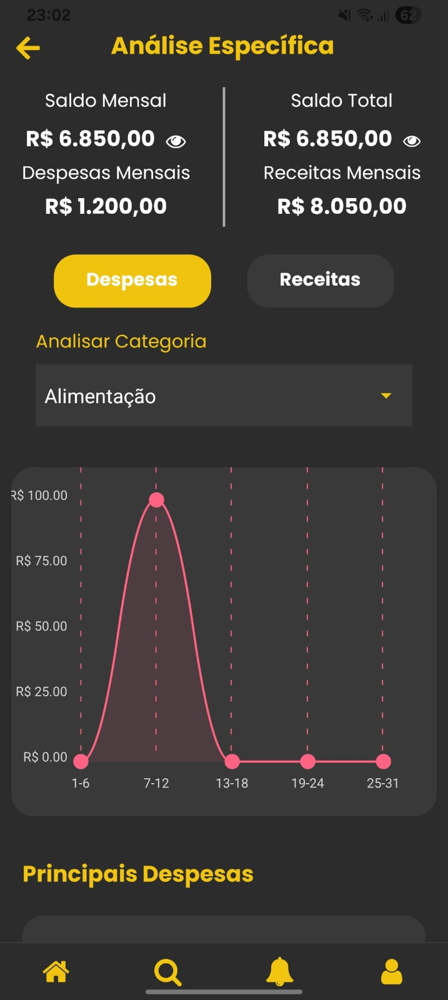 23:02
62
Análise Específica
Saldo Mensal
R$ 6.850,00
Despesas Mensais
R$ 1.200,00
Saldo Total
R$ 6.850,00
Receitas Mensais
R$ 8.050,00
Despesas
Receitas
Analisar Categoria
Alimentação
R$ 100.00
R$ 75.00
R$ 50.00
R$ 25.00
R$ 0.00
1-6
7-12
13-18
19-24
25-31
Principais Despesas